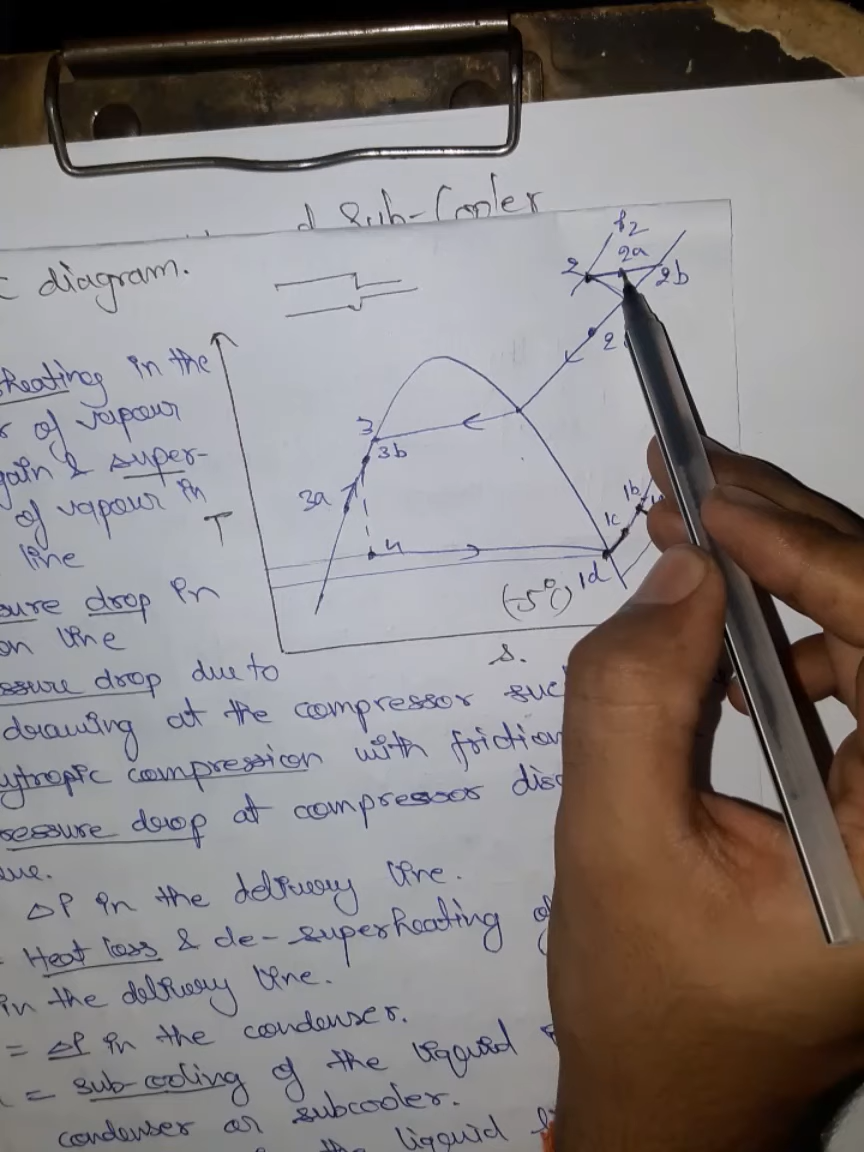 Sub-Cooler
diagram.
P2
2a
2
2b
2
heating in the
of vapour
3
3b
gain & super-
1b
3a
1c
of vapour in
T
4
line
1d
(-5°C)
sure drop in
on line
s.
ssure drop due to
drawing at the compressor suc
ytropic compression with friction
essure drop at compressor disc
ΔP in the delivery line.
Heat loss & de-superheating of
in the delivery line.
= ΔP in the condenser.
= sub-cooling of the liquid
condenser or subcooler.
the liquid